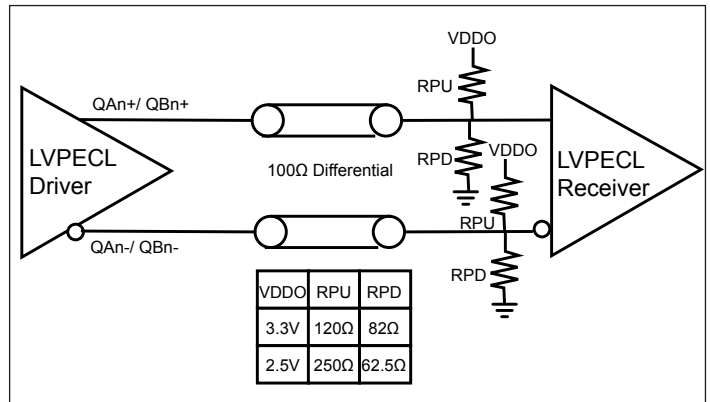 VDDO
RPU
QAn+/ QBn+
LVPECL
Driver
100Ω Differential
RPD
VDDO
LVPECL
Receiver
RPU
QAn-/ QBn-
RPD
VDDO RPU RPD
3.3V 120Ω 82Ω
2.5V 250Ω 62.5Ω